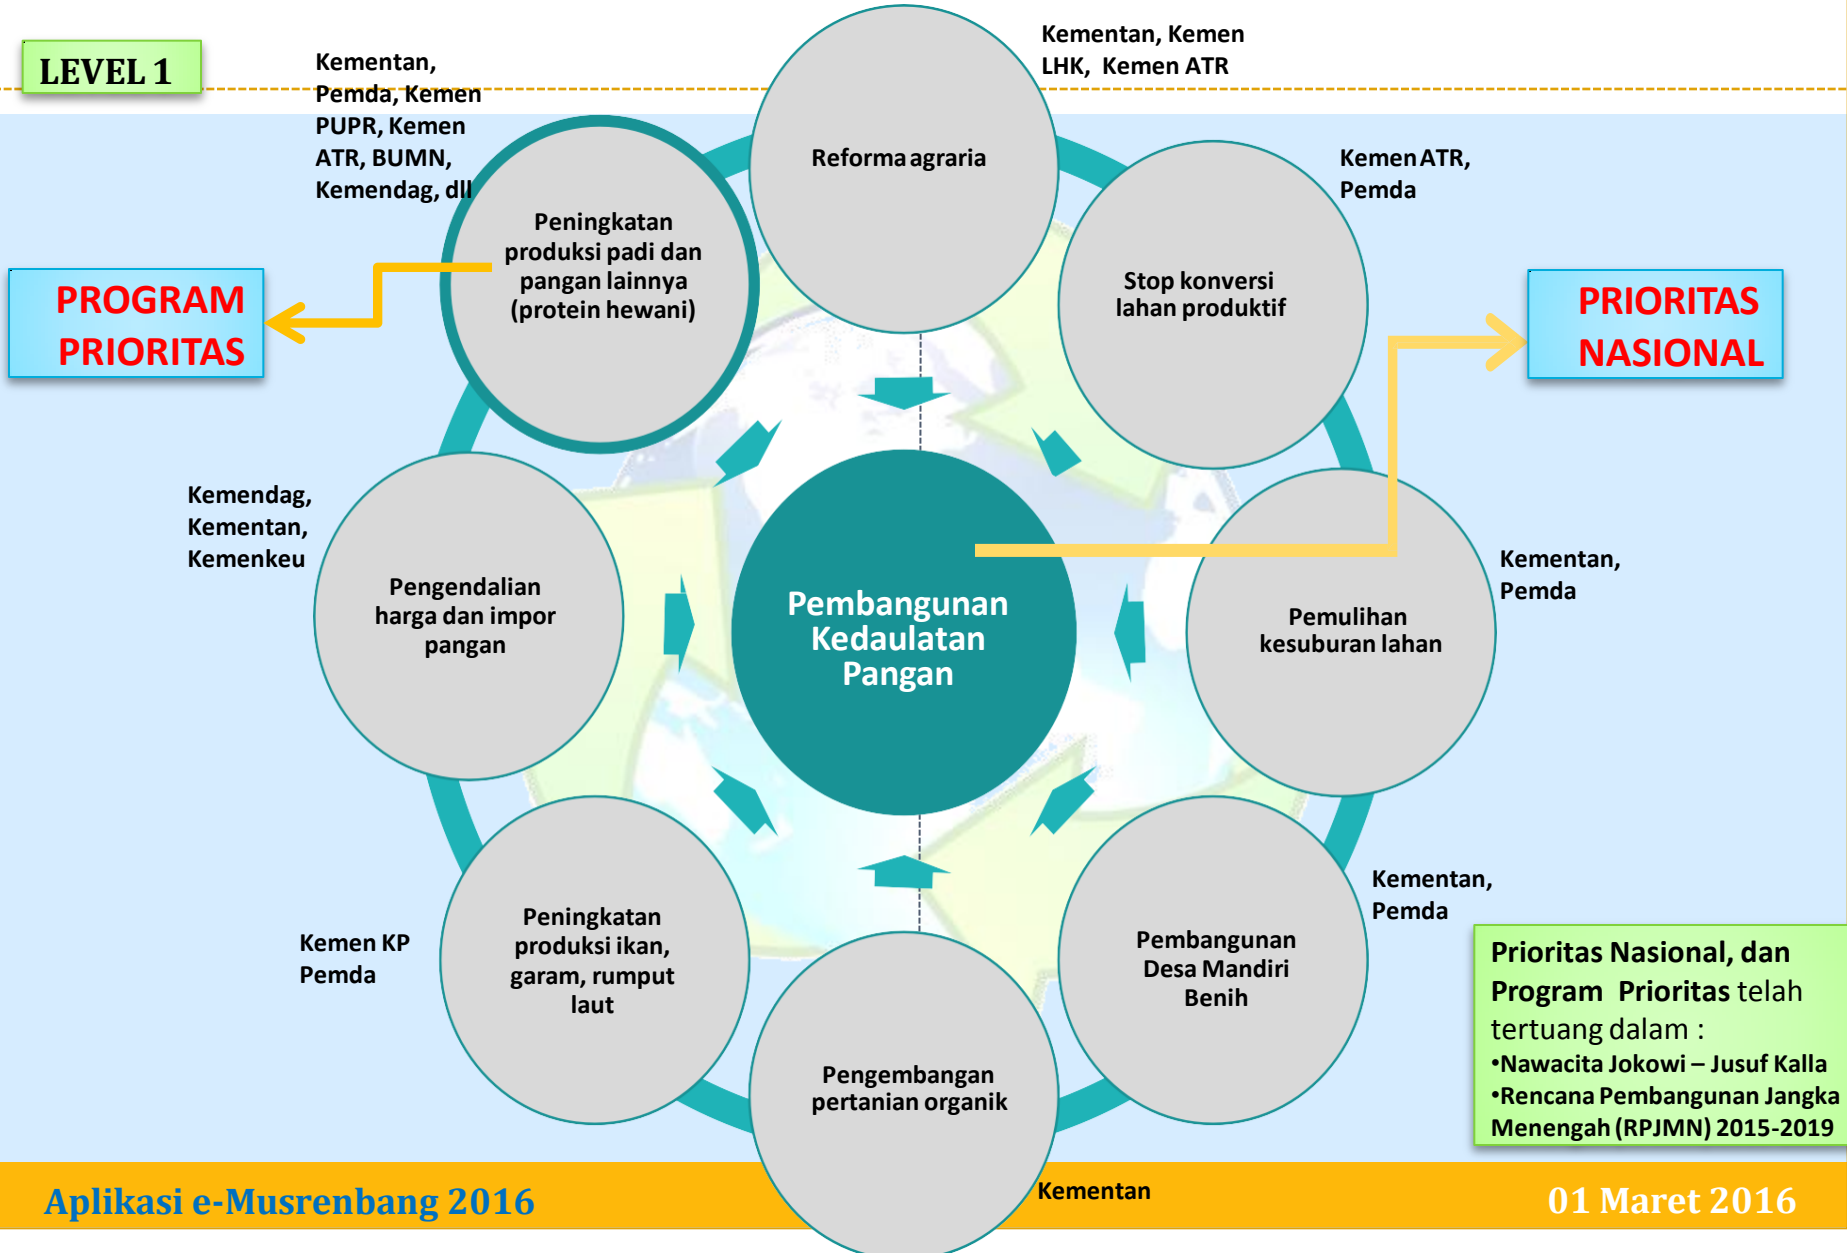 LEVEL 1
Kementan,
Pemda, Kemen
PUPR, Kemen
ATR, BUMN,
Kemendag, dll
Kementan, Kemen
LHK, Kemen ATR
Reforma agraria
Kemen ATR,
Pemda
Peningkatan
produksi padi dan
pangan lainnya
(protein hewani)
Stop konversi
lahan produktif
PROGRAM
PRIORITAS
PRIORITAS
NASIONAL
Kemendag,
Kementan,
Kemenkeu
Pengendalian
harga dan impor
pangan
Pembangunan
Kedaulatan
Pangan
Pemulihan
kesuburan lahan
Kementan,
Pemda
Kemen KP
Pemda
Peningkatan
produksi ikan,
garam, rumput
laut
Pengembangan
pertanian organik
Kementan
Pembangunan
Desa Mandiri
Benih
Kementan,
Pemda
Prioritas Nasional, dan
Program Prioritas telah
tertuang dalam :
•Nawacita Jokowi – Jusuf Kalla
•Rencana Pembangunan Jangka
Menengah (RPJMN) 2015-2019
Aplikasi e-Musrenbang 2016
01 Maret 2016